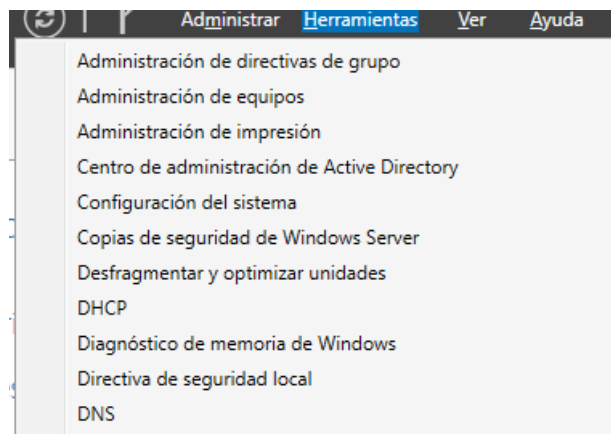 Administrar Herramientas Ver Ayuda
Administración de directivas de grupo
Administración de equipos
Administración de impresión
Centro de administración de Active Directory
Configuración del sistema
Copias de seguridad de Windows Server
Desfragmentar y optimizar unidades
DHCP
Diagnóstico de memoria de Windows
Directiva de seguridad local
DNS